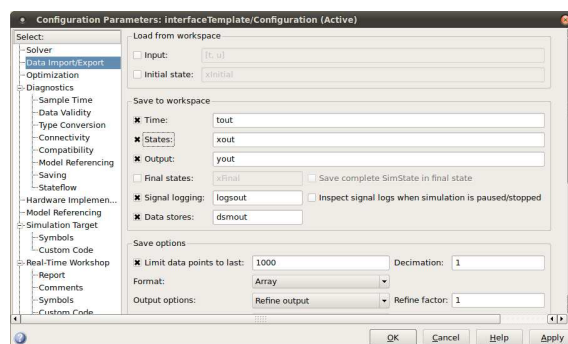 Configuration Parameters: interfaceTemplate/Configuration (Active)
Select:
Solver
Data Import/Export
Optimization
Diagnostics
Sample Time
Data Validity
Type Conversion
Connectivity
Compatibility
Model Referencing
Saving
Stateflow
Hardware Implemen...
Model Referencing
Simulation Target
Symbols
Custom Code
Real-Time Workshop
Report
Comments
Symbols
Custom Code
Load from workspace
Input: [t, u]
Initial state: xInitial
Save to workspace
Time: tout
States: xout
Output: yout
Final states: xFinal Save complete SimState in final state
Signal logging: logsout Inspect signal logs when simulation is paused/stopped
Data stores: dsmout
Save options
Limit data points to last: 1000 Decimation: 1
Format: Array
Output options: Refine output Refine factor: 1
OK Cancel Help Apply